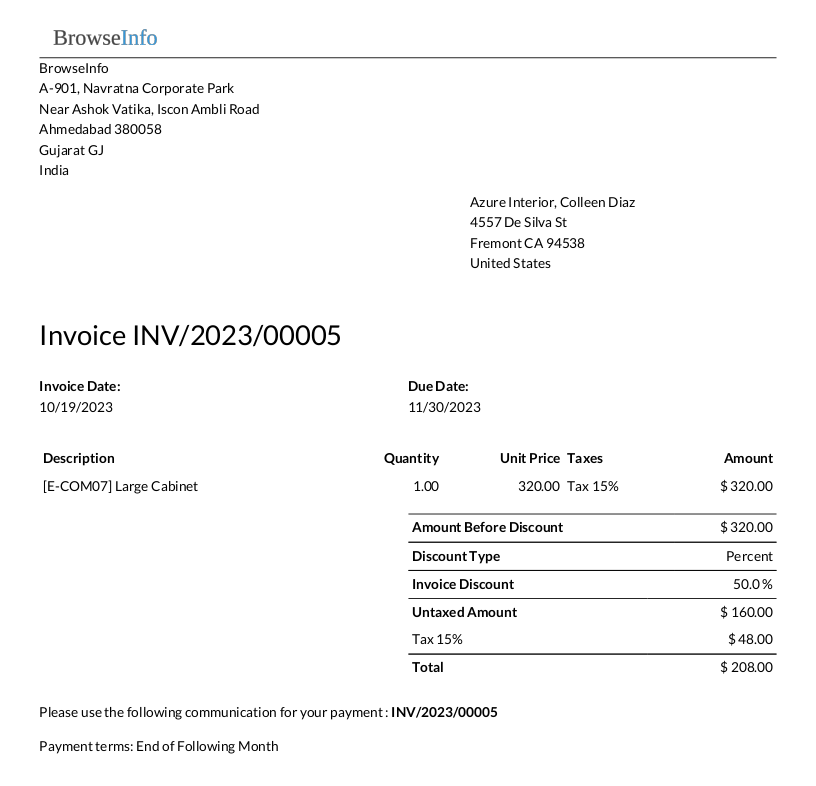 BrowseInfo
BrowseInfo
A-901, Navratna Corporate Park
Near Ashok Vatika, Iscon Ambli Road
Ahmedabad 380058
Gujarat GJ
India
Azure Interior, Colleen Diaz
4557 De Silva St
Fremont CA 94538
United States
Invoice INV/2023/00005
Invoice Date: Due Date:
10/19/2023 11/30/2023
Description Quantity Unit Price Taxes Amount
[E-COM07] Large Cabinet 1.00 320.00 Tax 15% $ 320.00
Amount Before Discount $ 320.00
Discount Type Percent
Invoice Discount 50.0 %
Untaxed Amount $ 160.00
Tax 15% $ 48.00
Total $ 208.00
Please use the following communication for your payment : INV/2023/00005
Payment terms: End of Following Month